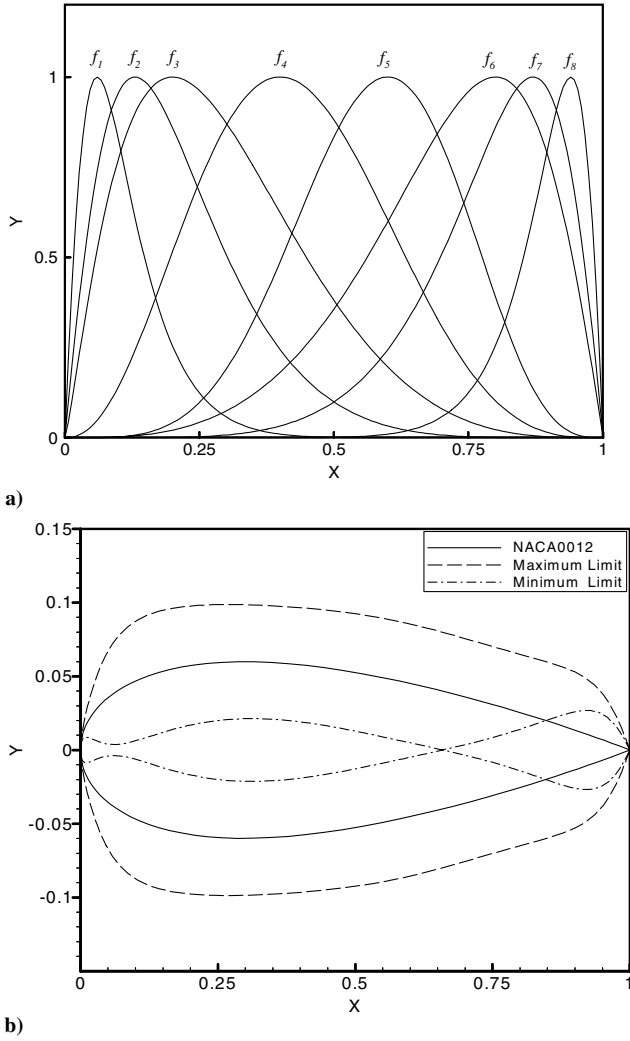 f1 f2 f3 f4 f5 f6 f7 f8
1
0.5
0
Y
0 0.25 0.5 0.75 1
X
a)
0.15
0.1
0.05
0
-0.05
-0.1
Y
NACA0012
Maximum Limit
Minimum Limit
0 0.25 0.5 0.75 1
X
b)